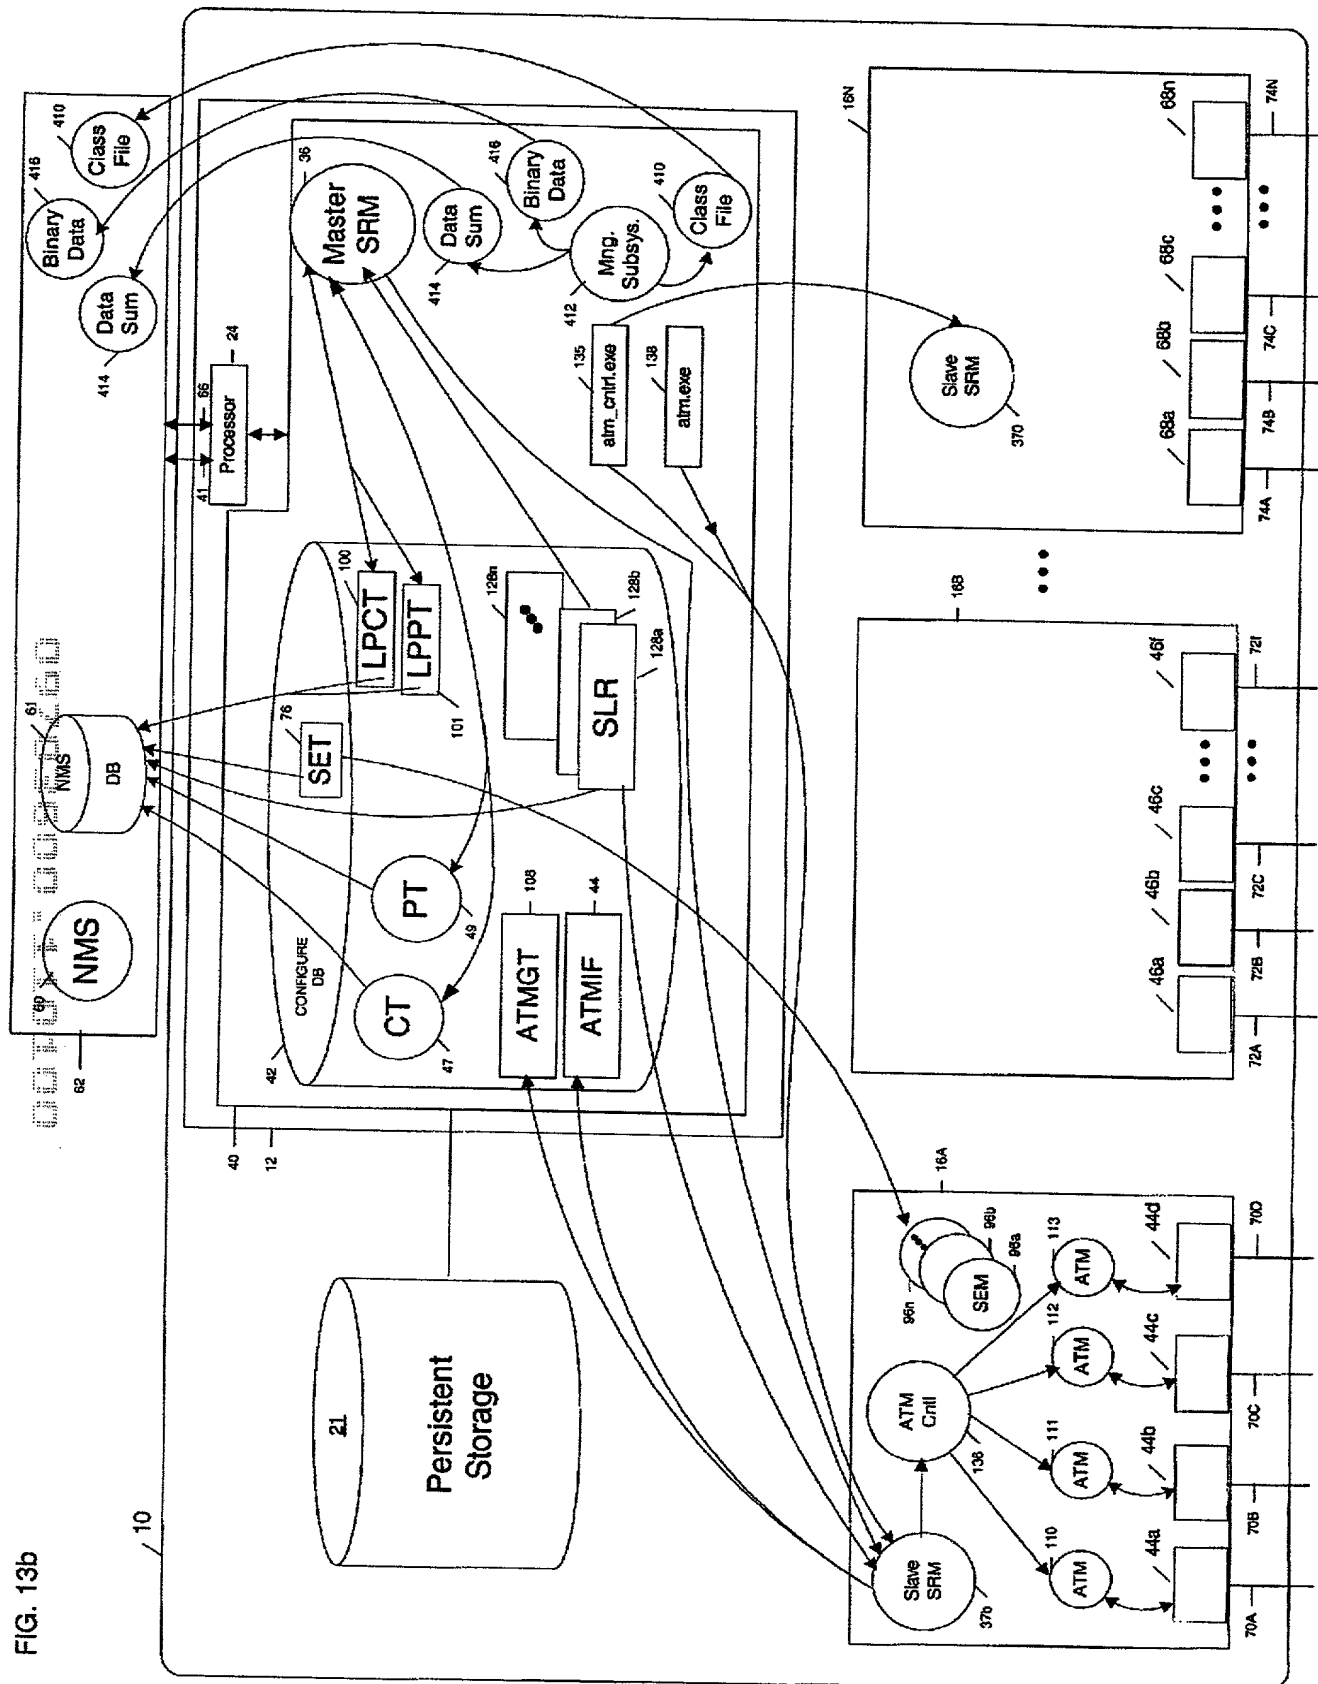 FIG. 13b
10
21
Persistent
Storage
62
60
NMS
61
NMS
DB
414
Data
Sum
416
Binary
Data
410
Class
File
40
12
42
CONFIGURE
DB
CT
47
PT
49
SET
76
LPCT
100
LPPT
101
ATMGT
108
ATMIF
44
SLR
128a
128b
128n
41
66
Processor
24
Master
SRM
36
Data
Sum
414
Binary
Data
416
Mng.
Subsys.
412
Class
File
410
atm_cntrl.exe
135
atm.exe
138
16A
Slave
SRM
37b
ATM
Cntl
136
SEM
96a
96b
96n
ATM
110
ATM
111
ATM
112
ATM
113
44a
44b
44c
44d
70A
70B
70C
70D
16B
46a
46b
46c
46f
72A
72B
72C
72f
16N
Slave
SRM
370
68a
68b
68c
68n
74A
74B
74C
74N